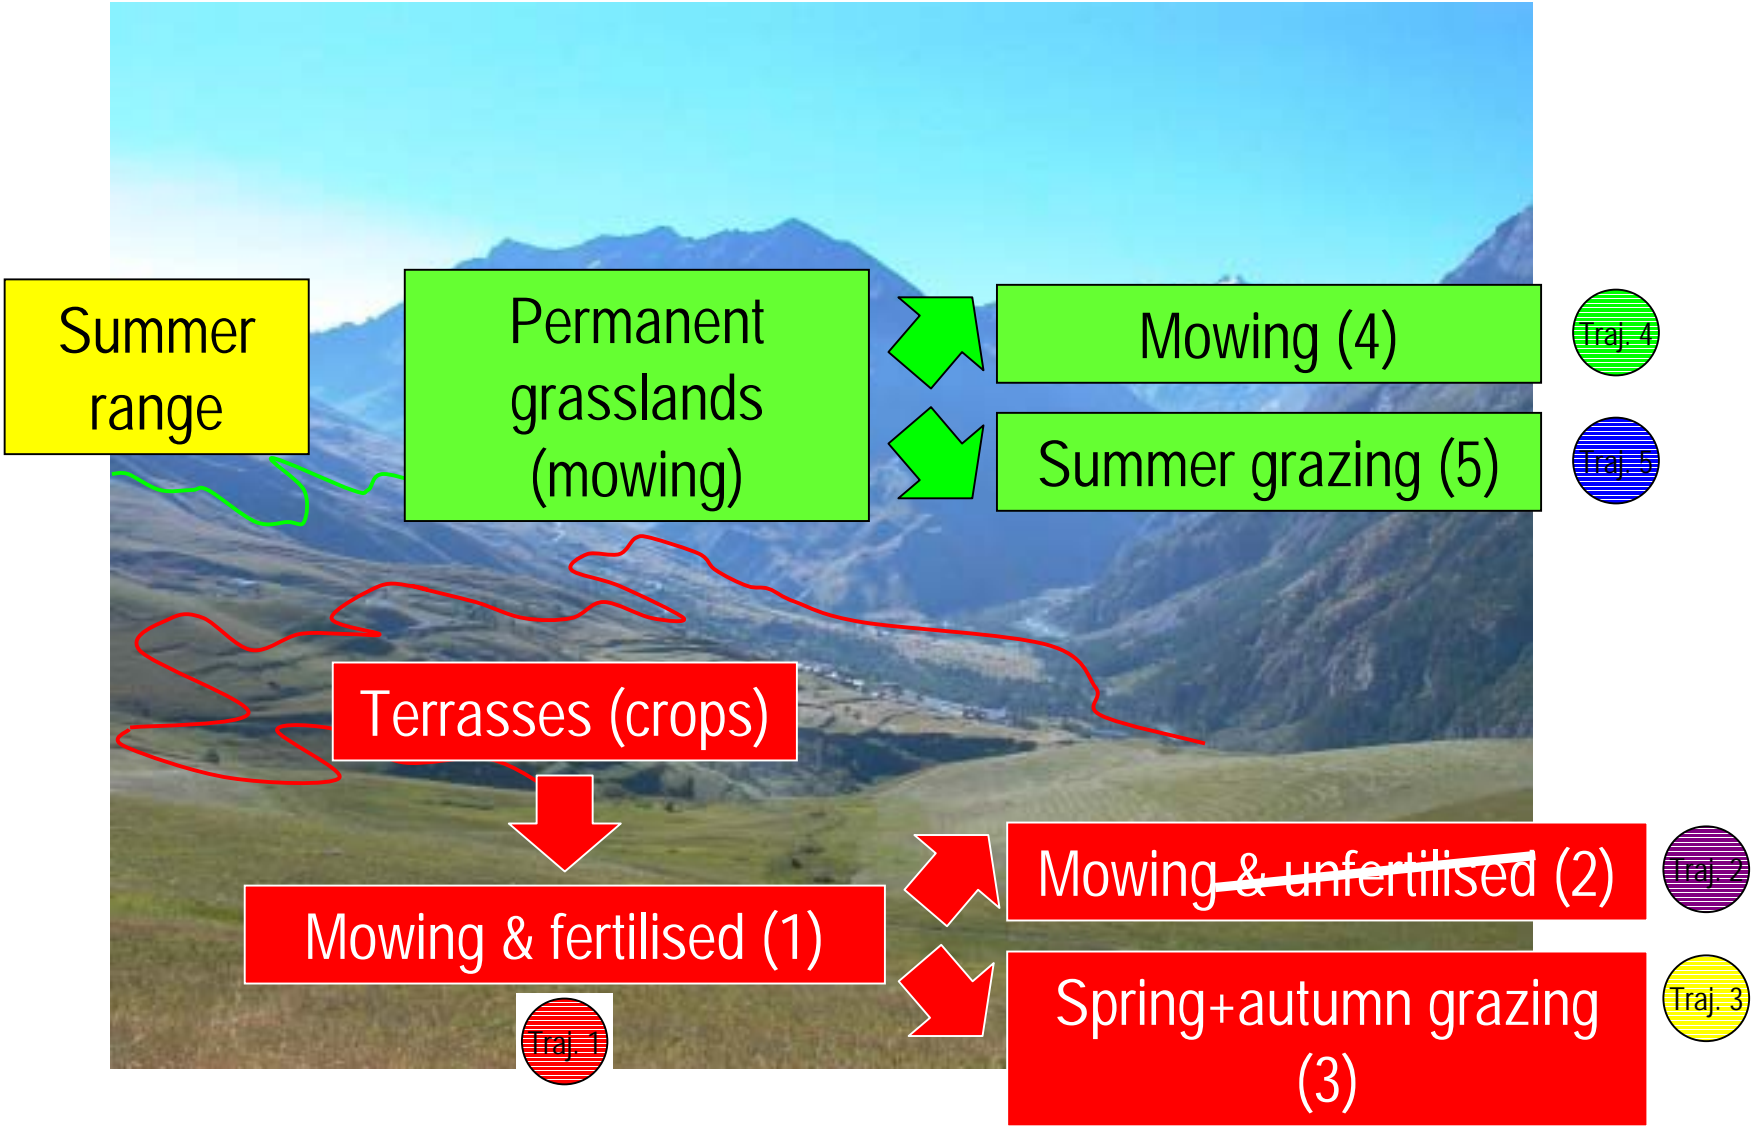 Summer
range
Permanent
grasslands
(mowing)
Mowing (4)
Traj. 4
Summer grazing (5)
Traj. 5
Terrasses (crops)
Mowing & fertilised (1)
Traj. 1
Mowing & unfertilised (2)
Traj. 2
Spring+autumn grazing
(3)
Traj. 3